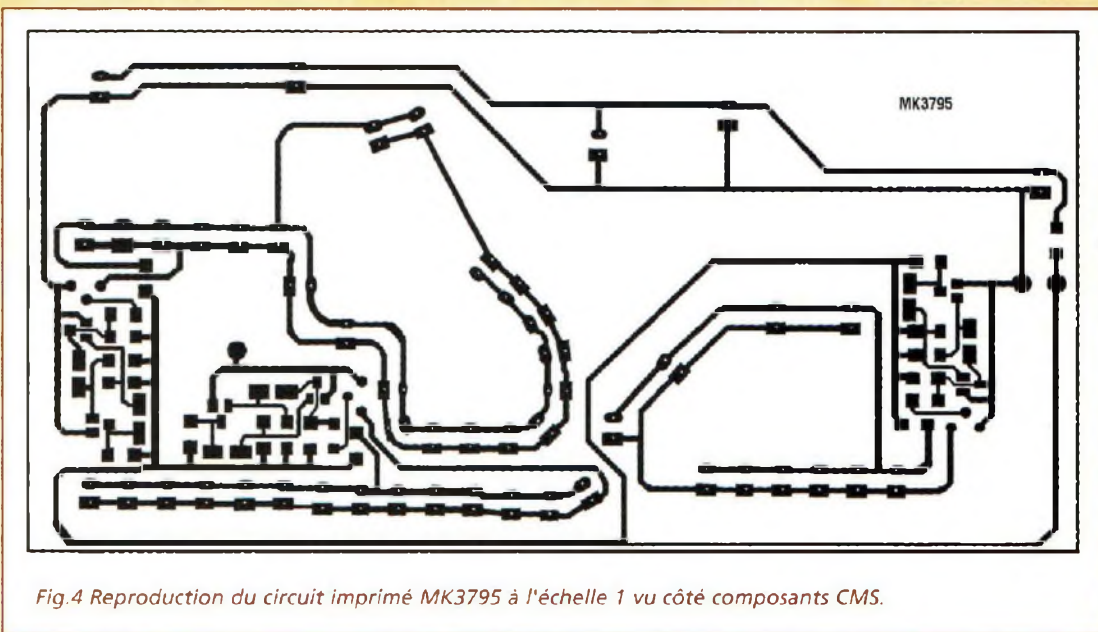 MK3795
Fig.4 Reproduction du circuit imprimé MK3795 à l'échelle 1 vu côté composants CMS.